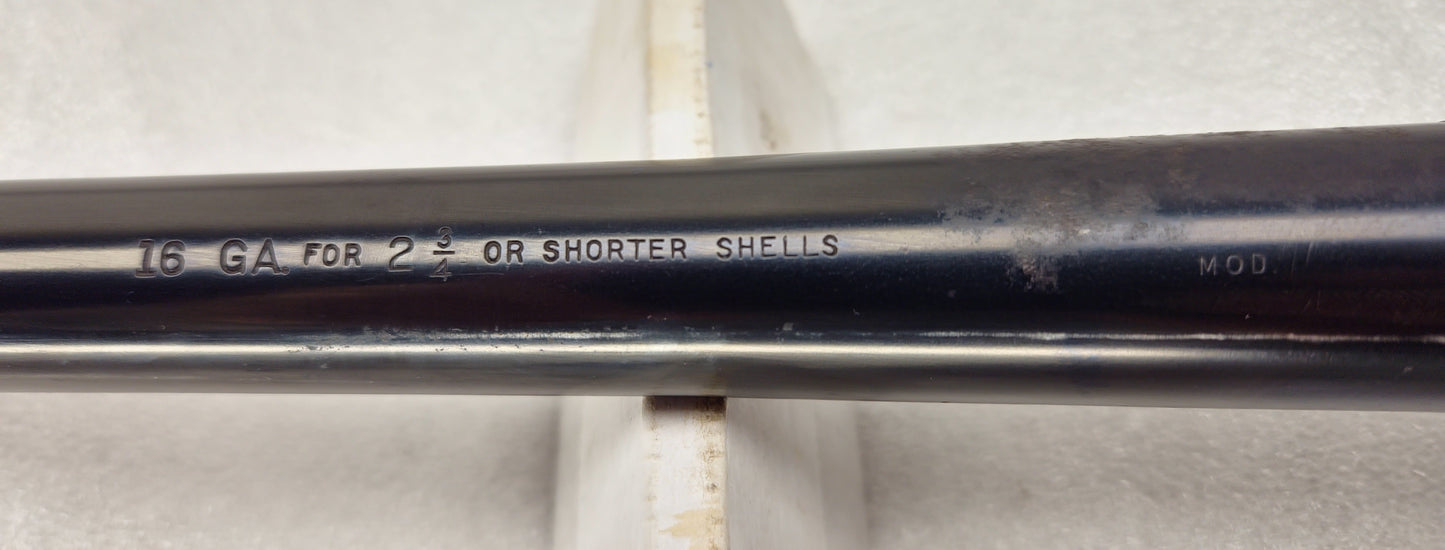 16 GA. FOR 2 3/4 OR SHORTER SHELLS
MOD.